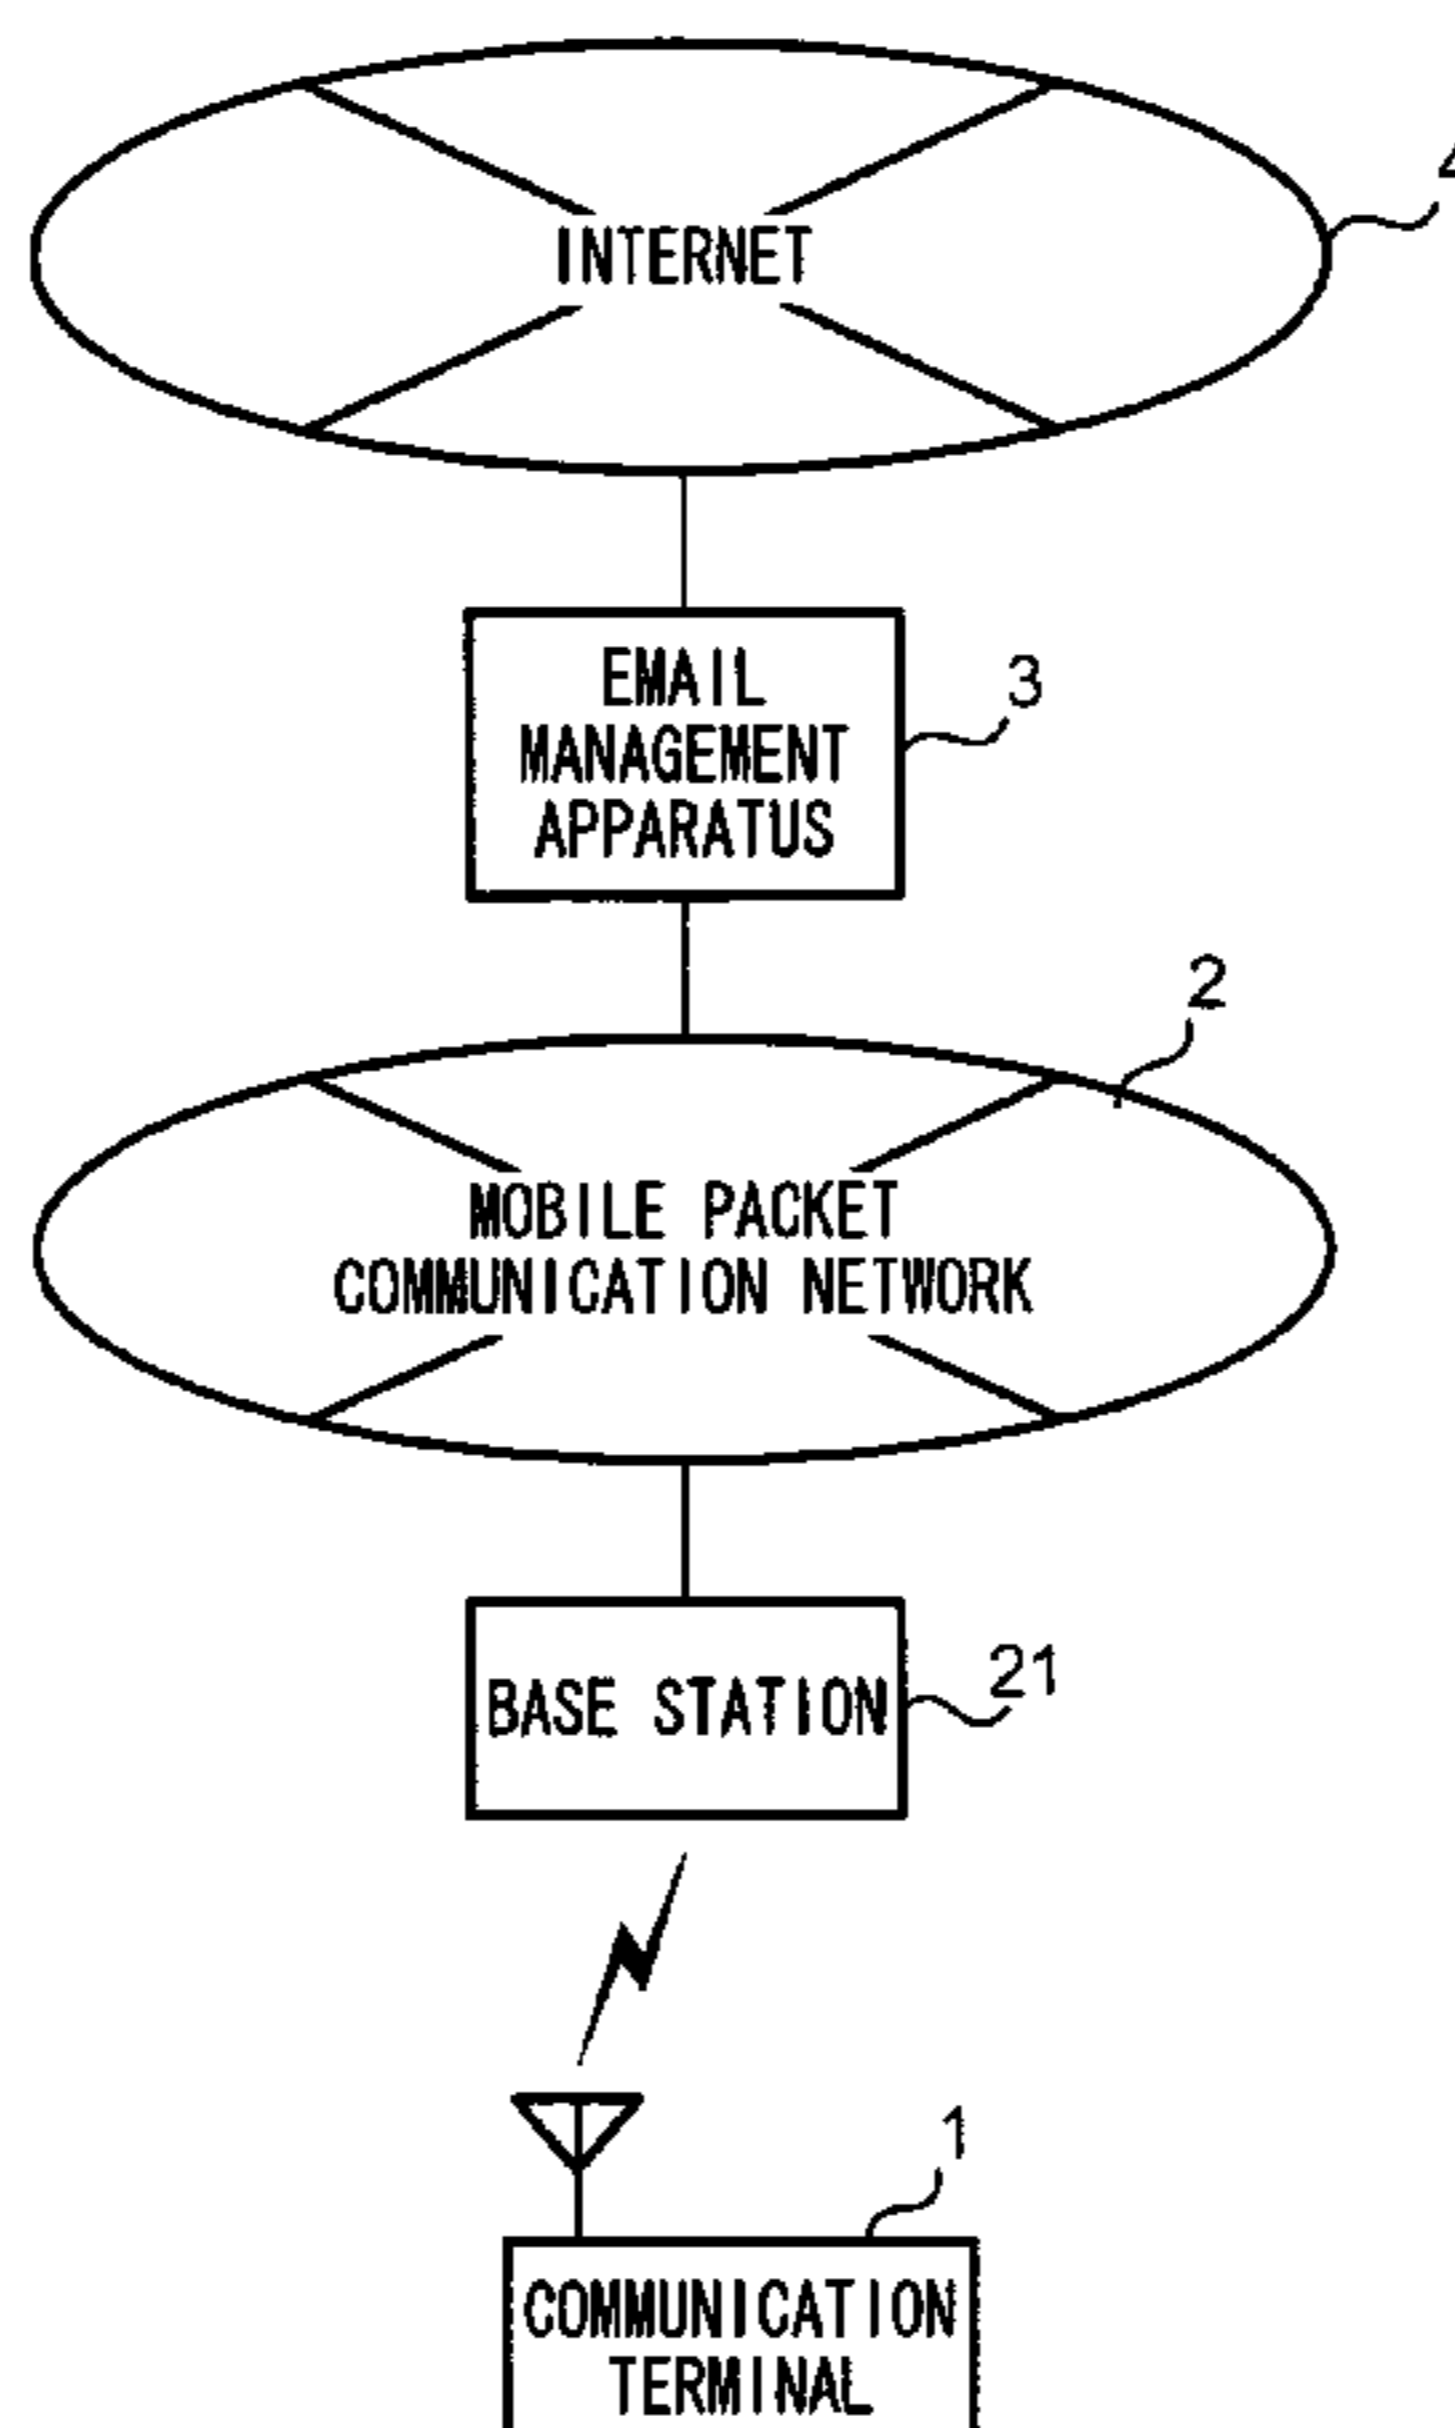 4
INTERNET
3
EMAIL
MANAGEMENT
APPARATUS
2
MOBILE PACKET
COMMUNICATION NETWORK
21
BASE STATION
1
COMMUNICATION
TERMINAL